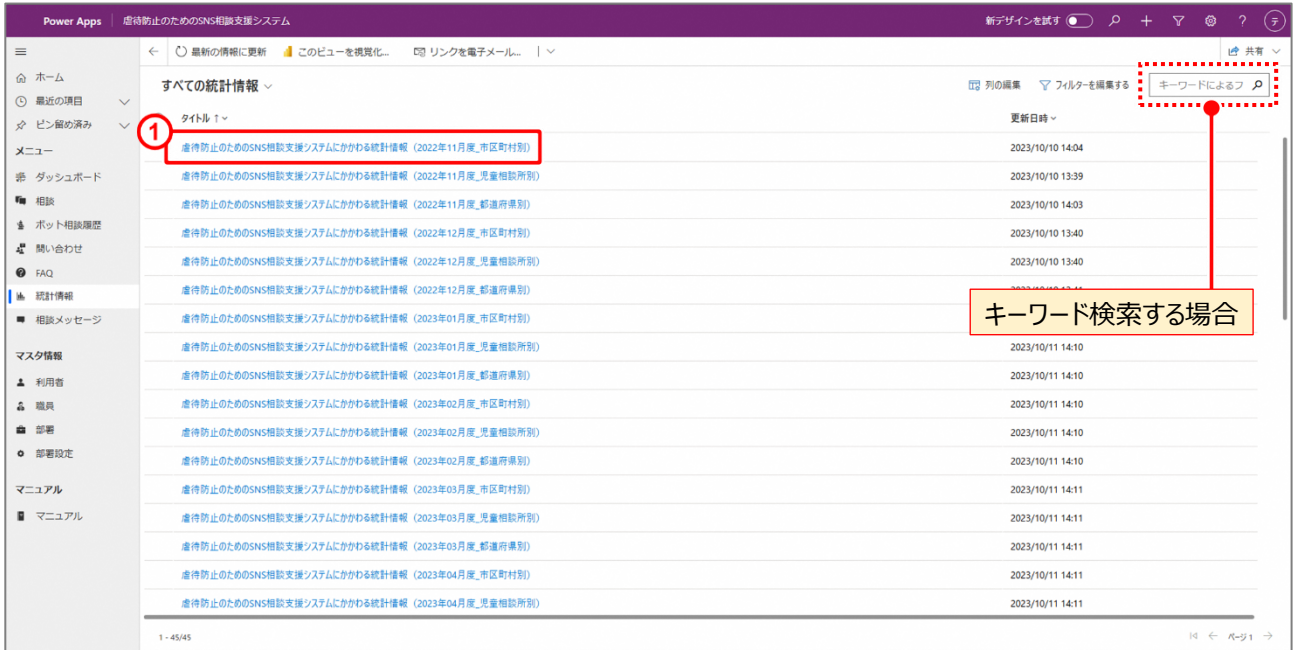 Power Apps 虐待防止のためのSNS相談支援システム 新デザインを試す ?
最新の情報に更新 このビューを視覚化... リンクを電子メール... 共有
ホーム
最近の項目
ピン留め済み
メニュー
ダッシュボード
相談
ボット相談履歴
問い合わせ
FAQ
統計情報
相談メッセージ
マスタ情報
利用者
職員
部署
部署設定
マニュアル
マニュアル
すべての統計情報 列の編集 フィルターを編集する キーワードによるフ
タイトル ↑ 更新日時
①
虐待防止のためのSNS相談支援システムにかかわる統計情報（2022年11月度_市区町村別） 2023/10/10 14:04
虐待防止のためのSNS相談支援システムにかかわる統計情報（2022年11月度_児童相談所別） 2023/10/10 13:39
虐待防止のためのSNS相談支援システムにかかわる統計情報（2022年11月度_都道府県別） 2023/10/10 14:03
虐待防止のためのSNS相談支援システムにかかわる統計情報（2022年12月度_市区町村別） 2023/10/10 13:40
虐待防止のためのSNS相談支援システムにかかわる統計情報（2022年12月度_児童相談所別） 2023/10/10 13:40
虐待防止のためのSNS相談支援システムにかかわる統計情報（2022年12月度_都道府県別）
キーワード検索する場合
虐待防止のためのSNS相談支援システムにかかわる統計情報（2023年01月度_市区町村別）
虐待防止のためのSNS相談支援システムにかかわる統計情報（2023年01月度_児童相談所別） 2023/10/11 14:10
虐待防止のためのSNS相談支援システムにかかわる統計情報（2023年01月度_都道府県別） 2023/10/11 14:10
虐待防止のためのSNS相談支援システムにかかわる統計情報（2023年02月度_市区町村別） 2023/10/11 14:10
虐待防止のためのSNS相談支援システムにかかわる統計情報（2023年02月度_児童相談所別） 2023/10/11 14:10
虐待防止のためのSNS相談支援システムにかかわる統計情報（2023年02月度_都道府県別） 2023/10/11 14:10
虐待防止のためのSNS相談支援システムにかかわる統計情報（2023年03月度_市区町村別） 2023/10/11 14:11
虐待防止のためのSNS相談支援システムにかかわる統計情報（2023年03月度_児童相談所別） 2023/10/11 14:11
虐待防止のためのSNS相談支援システムにかかわる統計情報（2023年03月度_都道府県別） 2023/10/11 14:11
虐待防止のためのSNS相談支援システムにかかわる統計情報（2023年04月度_市区町村別） 2023/10/11 14:11
虐待防止のためのSNS相談支援システムにかかわる統計情報（2023年04月度_児童相談所別） 2023/10/11 14:11
1 - 45/45 ページ 1